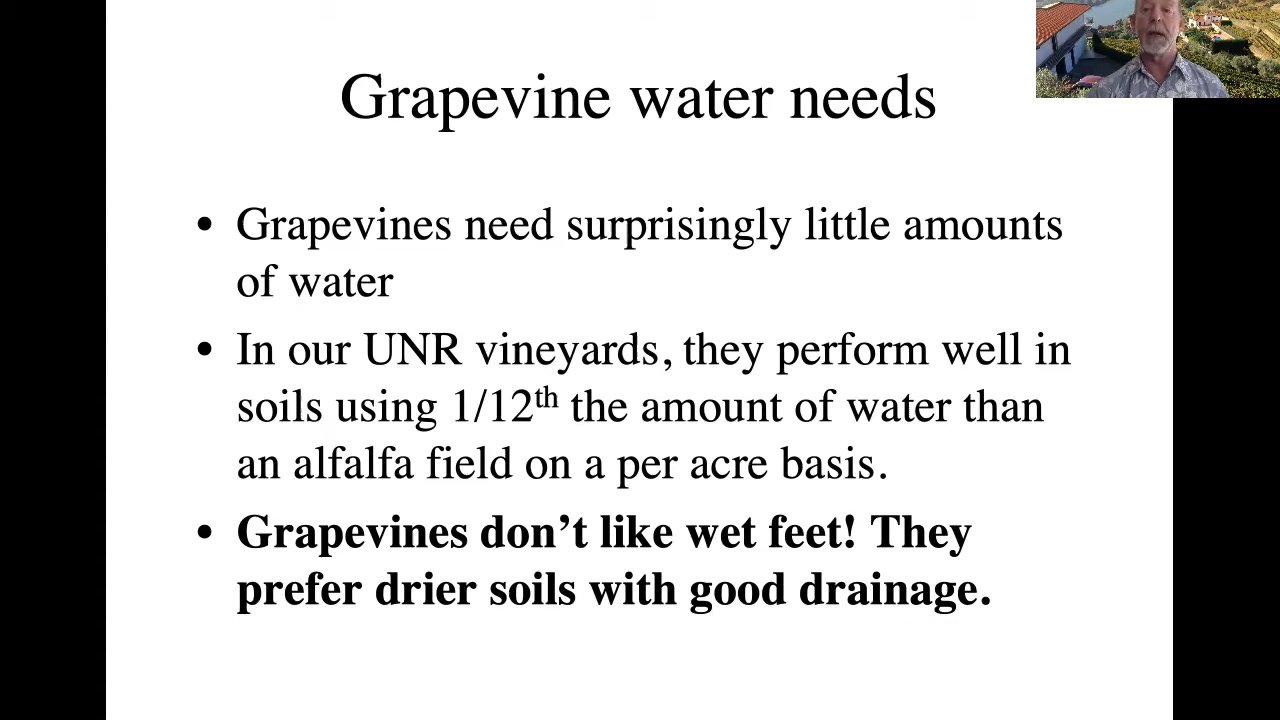 Grapevine water needs
• Grapevines need surprisingly little amounts
of water
• In our UNR vineyards, they perform well in
soils using 1/12th the amount of water than
an alfalfa field on a per acre basis.
• Grapevines don’t like wet feet! They
prefer drier soils with good drainage.